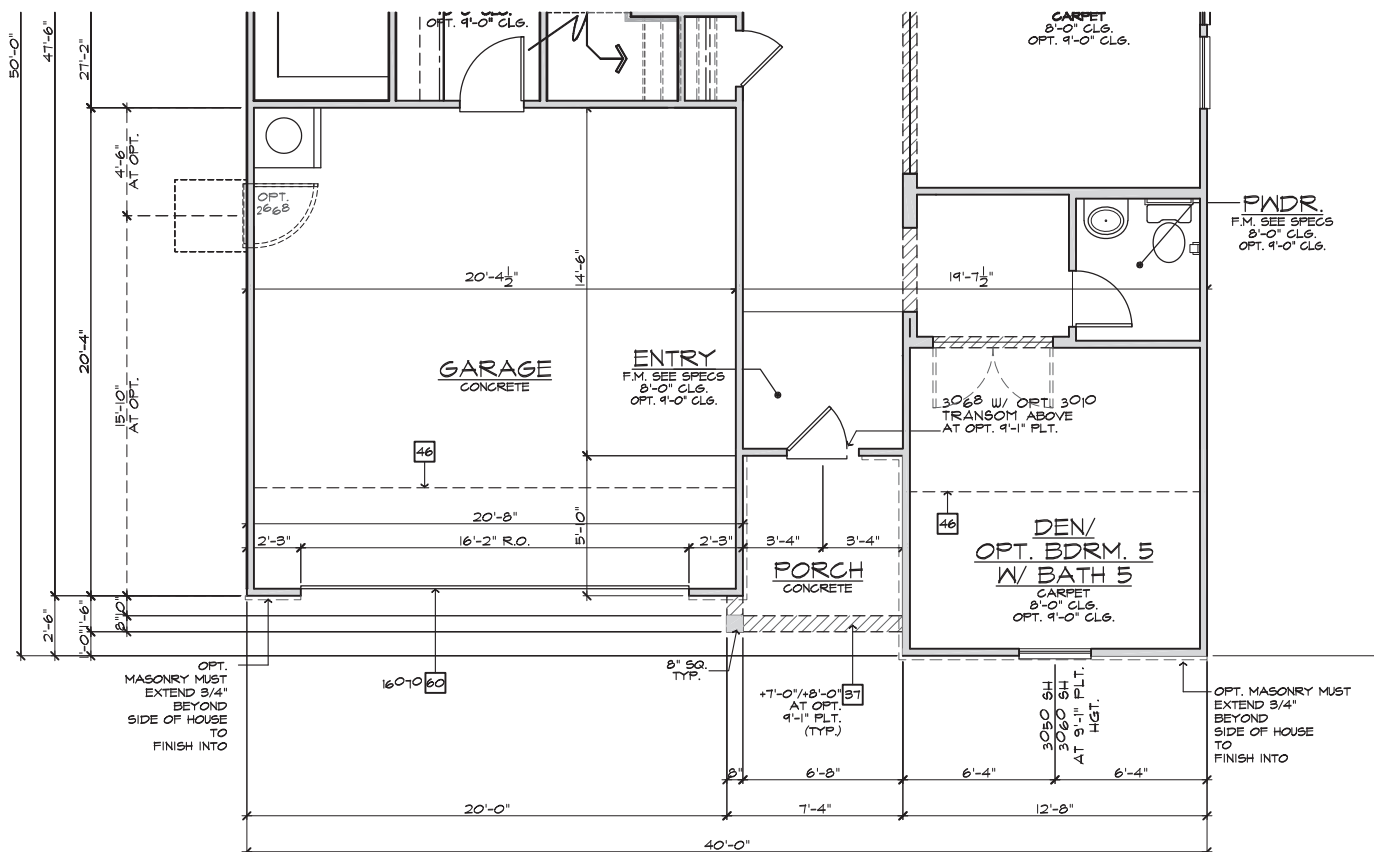 OPT. 9'-0" CLG.
CARPET
8'-0" CLG.
OPT. 9'-0" CLG.
50'-0"
47'-6"
27'-2"
4'-6"
AT OPT.
OPT.
2668
PWDR.
F.M. SEE SPECS
8'-0" CLG.
OPT. 9'-0" CLG.
20'-4 1/2"
14'-6"
19'-7 1/2"
20'-4"
GARAGE
CONCRETE
ENTRY
F.M. SEE SPECS
8'-0" CLG.
OPT. 9'-0" CLG.
15'-10"
AT OPT.
3068 W/ OPT. 3010
TRANSOM ABOVE
AT OPT. 9'-1" PLT.
46
46
20'-8"
2'-3"
16'-2" R.O.
2'-3"
5'-10"
3'-4"
3'-4"
DEN/
OPT. BDRM. 5
W/ BATH 5
CARPET
8'-0" CLG.
OPT. 9'-0" CLG.
PORCH
CONCRETE
2'-6"
1'-6"
1'-0"
8"
10"
OPT.
MASONRY MUST
EXTEND 3/4"
BEYOND
SIDE OF HOUSE
TO
FINISH INTO
16070
60
8" SQ.
TYP.
+7'-0"/+8'-0"
37
AT OPT.
9'-1" PLT.
(TYP.)
3050 SH
3060 SH
AT 9'-1" PLT.
HGT.
OPT. MASONRY MUST
EXTEND 3/4"
BEYOND
SIDE OF HOUSE
TO
FINISH INTO
8"
6'-8"
6'-4"
6'-4"
20'-0"
7'-4"
12'-8"
40'-0"